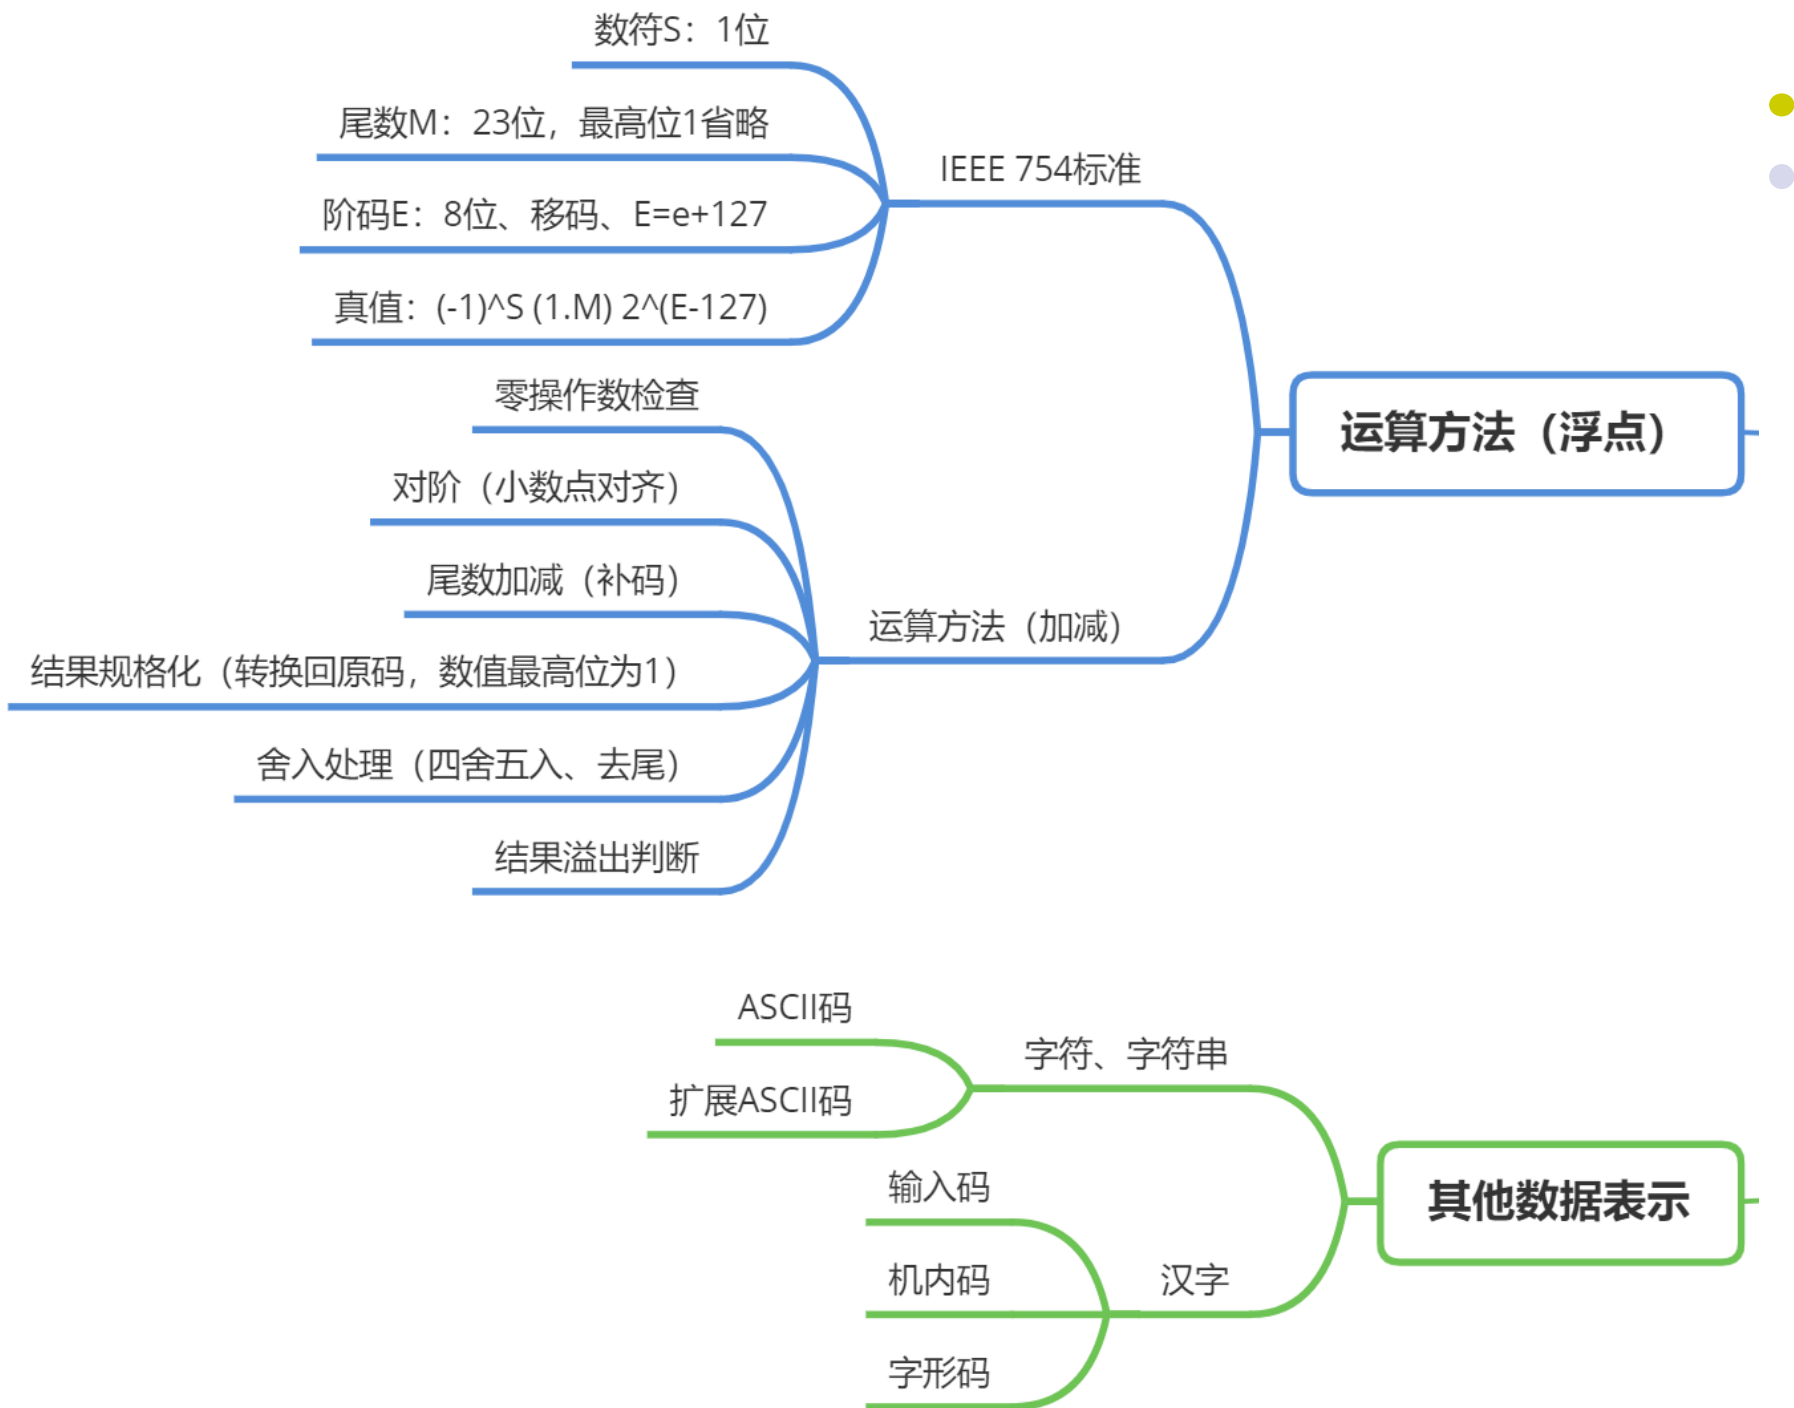 数符S：1位
尾数M：23位，最高位1省略
阶码E：8位、移码、E=e+127
真值：(-1)^S (1.M) 2^(E-127)
IEEE 754标准
零操作数检查
对阶（小数点对齐）
尾数加减（补码）
结果规格化（转换回原码，数值最高位为1）
舍入处理（四舍五入、去尾）
结果溢出判断
运算方法（加减）
运算方法（浮点）
ASCII码
扩展ASCII码
字符、字符串
输入码
机内码
字形码
汉字
其他数据表示